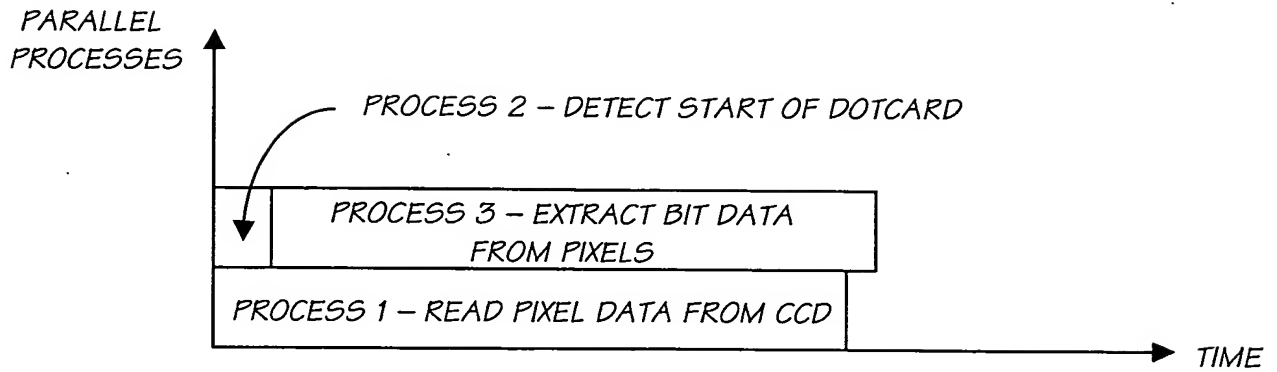 PARALLEL
PROCESSES
PROCESS 2 – DETECT START OF DOTCARD
PROCESS 3 – EXTRACT BIT DATA
FROM PIXELS
PROCESS 1 – READ PIXEL DATA FROM CCD
TIME